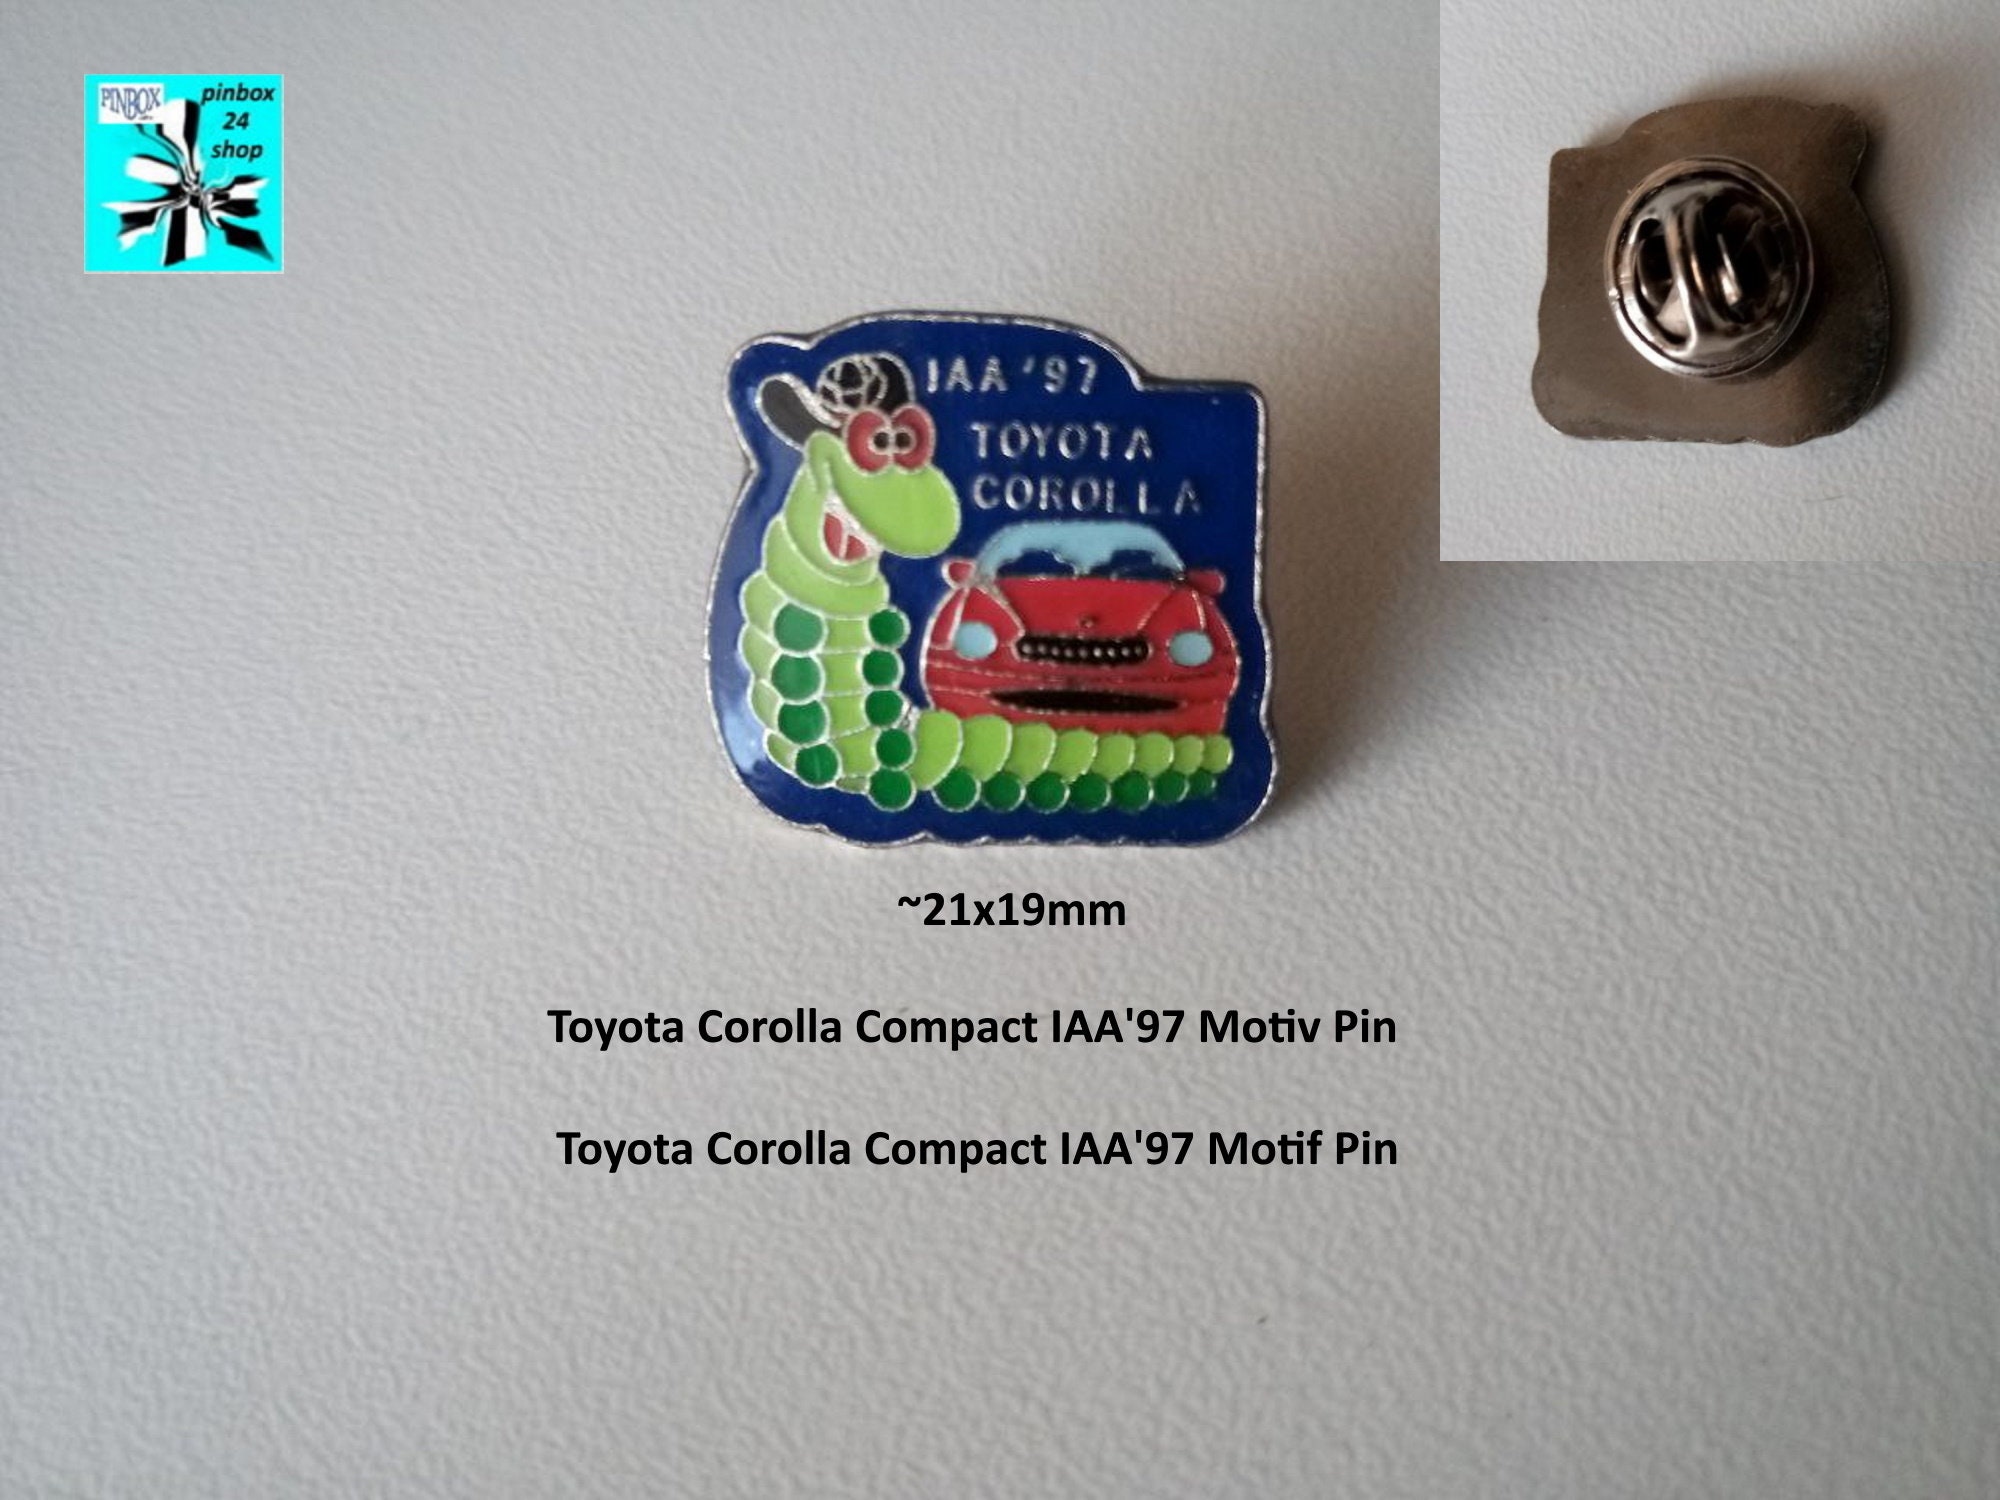 PINBOX
pinbox
24
shop
IAA '97
TOYOTA
COROLLA
~21x19mm
Toyota Corolla Compact IAA'97 Motiv Pin
Toyota Corolla Compact IAA'97 Motif Pin